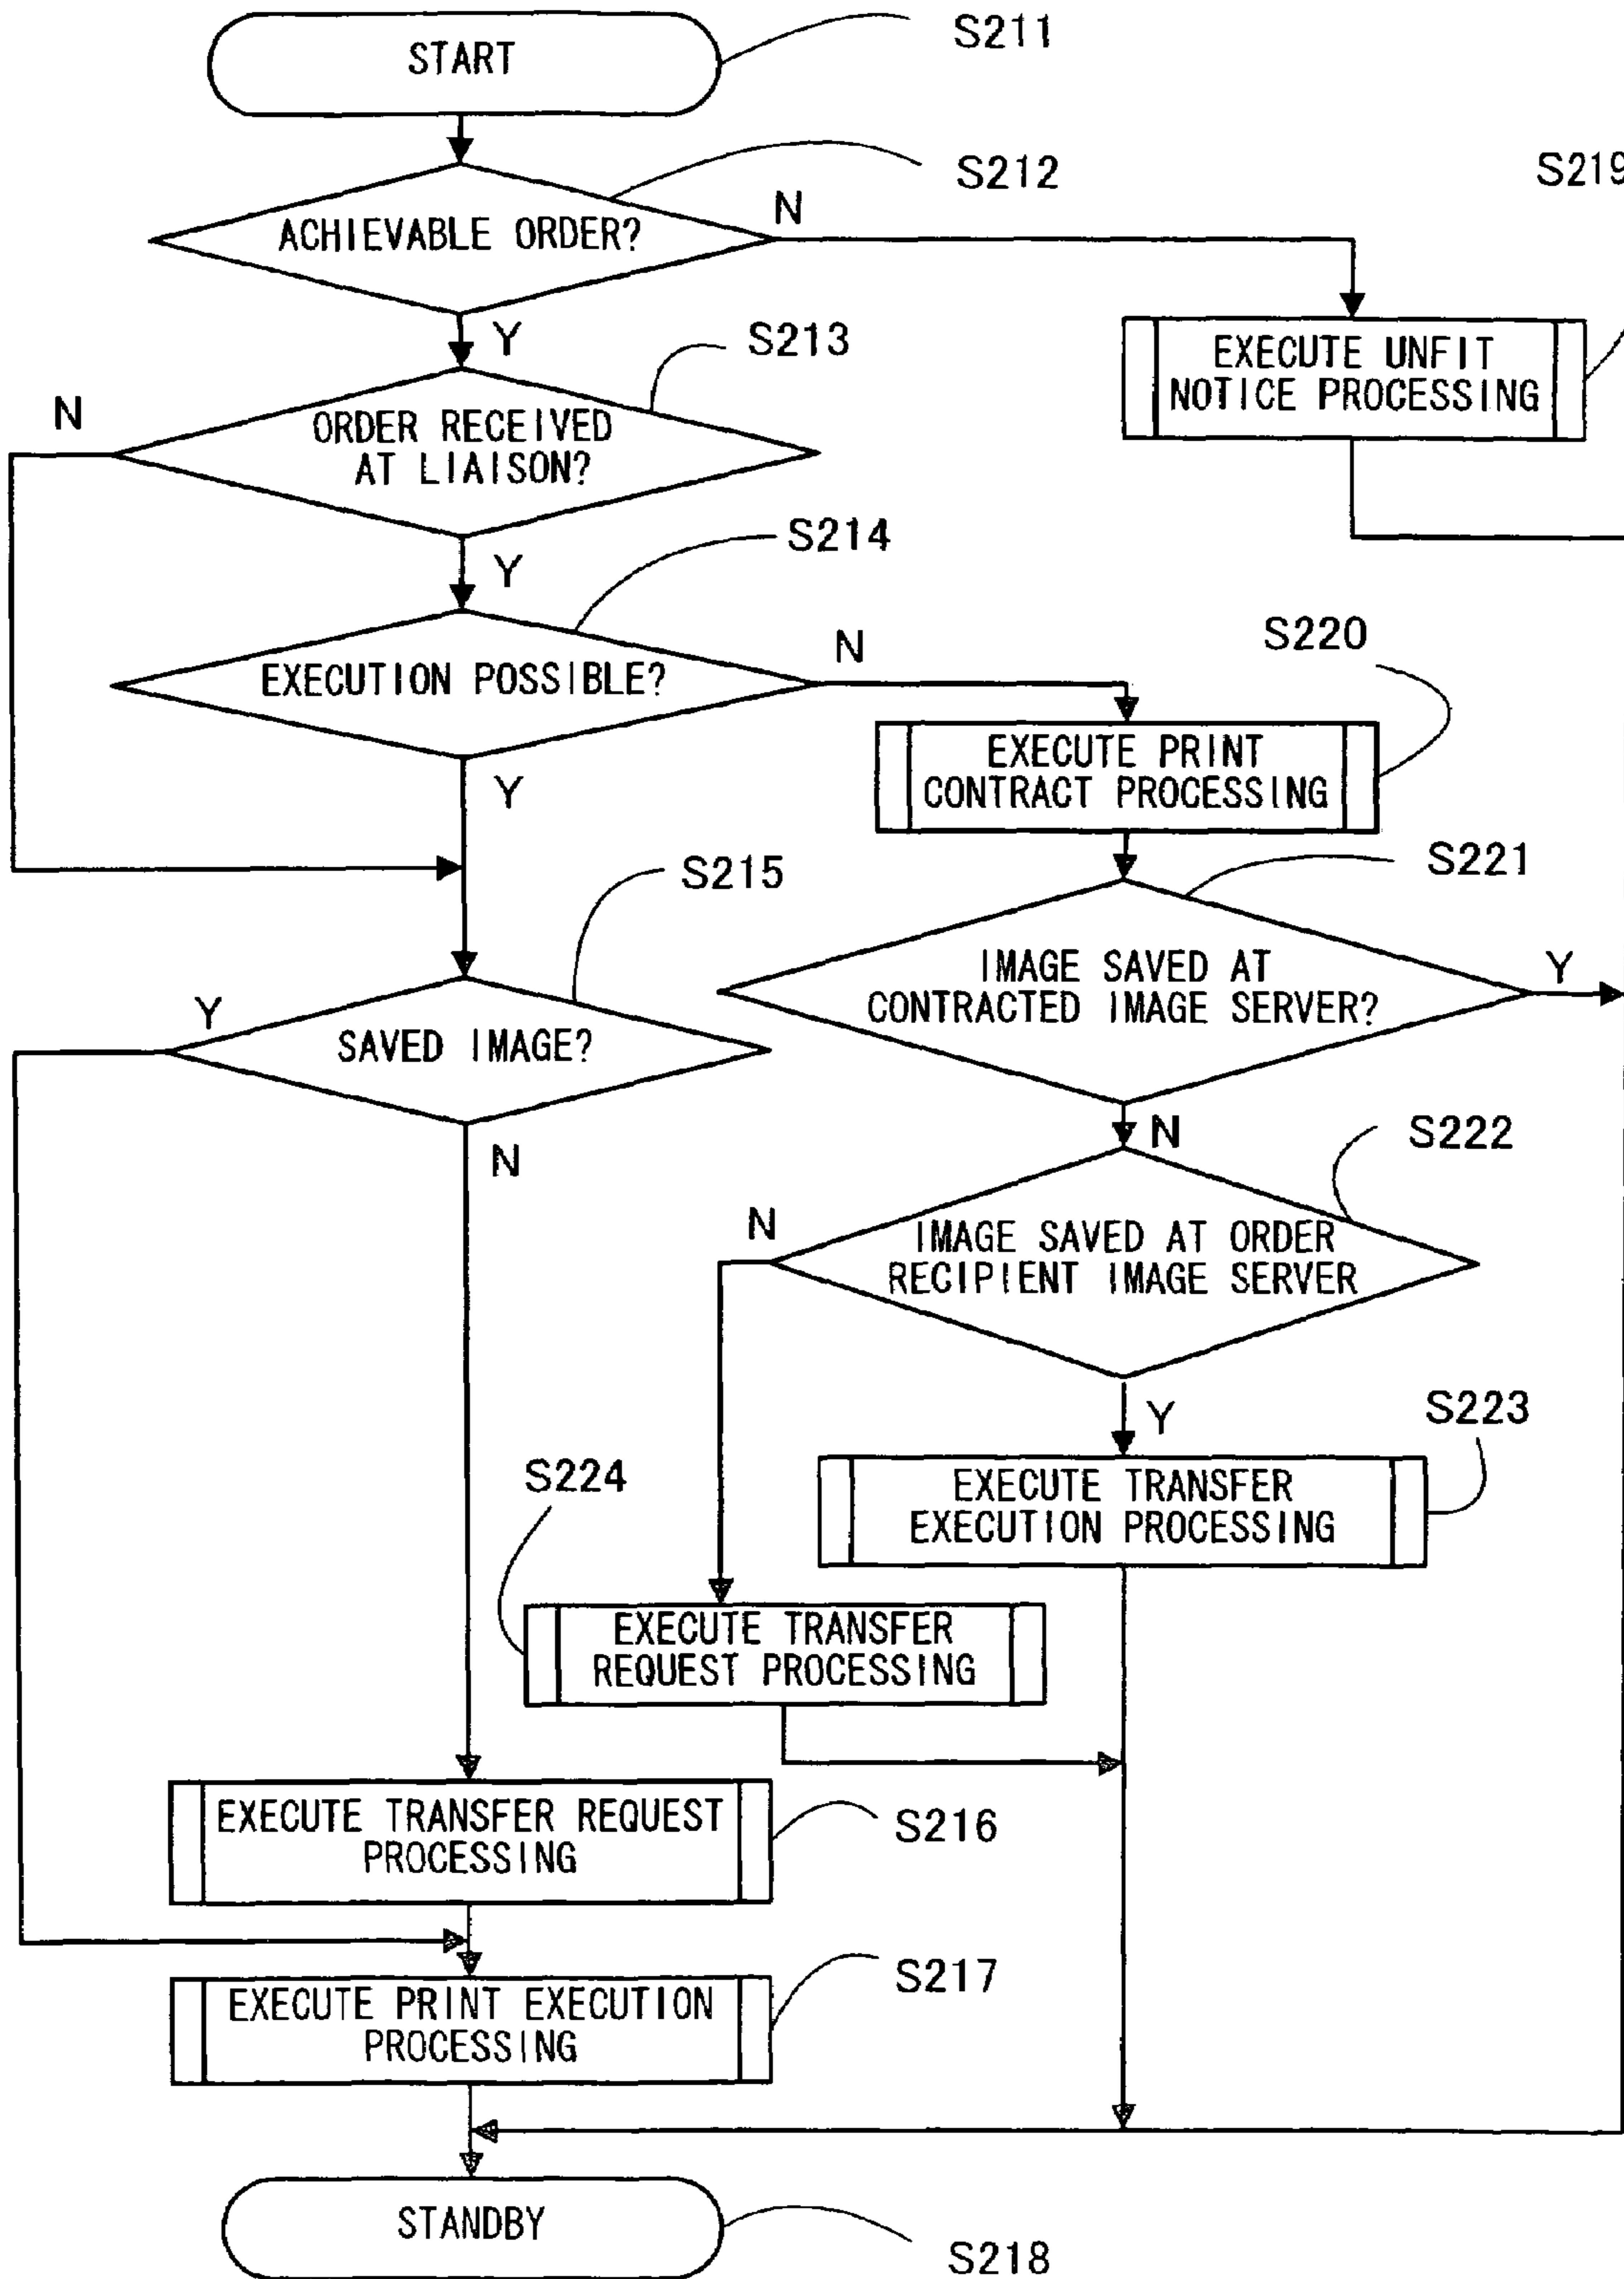 START
S211
S212
S219
ACHIEVABLE ORDER?
N
Y
S213
EXECUTE UNFIT
NOTICE PROCESSING
N
ORDER RECEIVED
AT LIAISON?
S214
Y
EXECUTION POSSIBLE?
N
S220
Y
EXECUTE PRINT
CONTRACT PROCESSING
S215
S221
IMAGE SAVED AT
CONTRACTED IMAGE SERVER?
Y
Y
SAVED IMAGE?
N
N
S222
N
IMAGE SAVED AT ORDER
RECIPIENT IMAGE SERVER
Y
S223
S224
EXECUTE TRANSFER
EXECUTION PROCESSING
EXECUTE TRANSFER
REQUEST PROCESSING
EXECUTE TRANSFER REQUEST
PROCESSING
S216
EXECUTE PRINT EXECUTION
PROCESSING
S217
STANDBY
S218